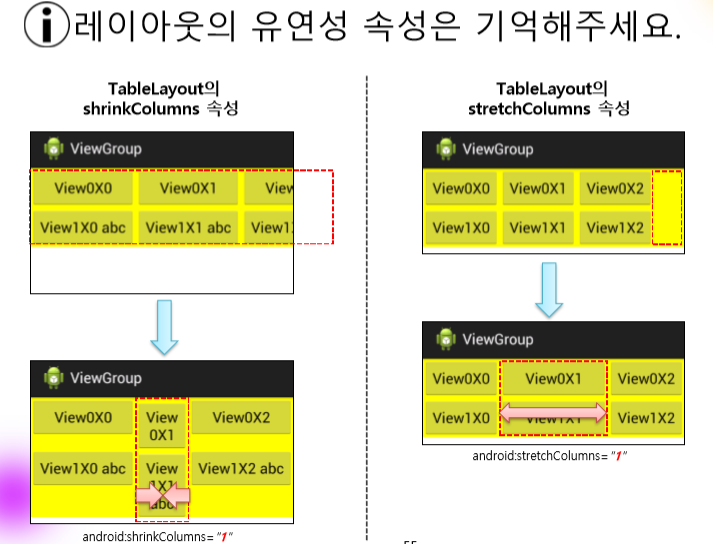 i 레이아웃의 유연성 속성은 기억해주세요.
TableLayout의
shrinkColumns 속성
ViewGroup
View0X0 View0X1 View
View1X0 abc View1X1 abc View1
ViewGroup
View0X0 View 0X1 View0X2
View1X0 abc View 1X1 abc View1X2 abc
android:shrinkColumns= "1"
TableLayout의
stretchColumns 속성
ViewGroup
View0X0 View0X1 View0X2
View1X0 View1X1 View1X2
ViewGroup
View0X0 View0X1 View0X2
View1X0 View1X1 View1X2
android:stretchColumns= "1"